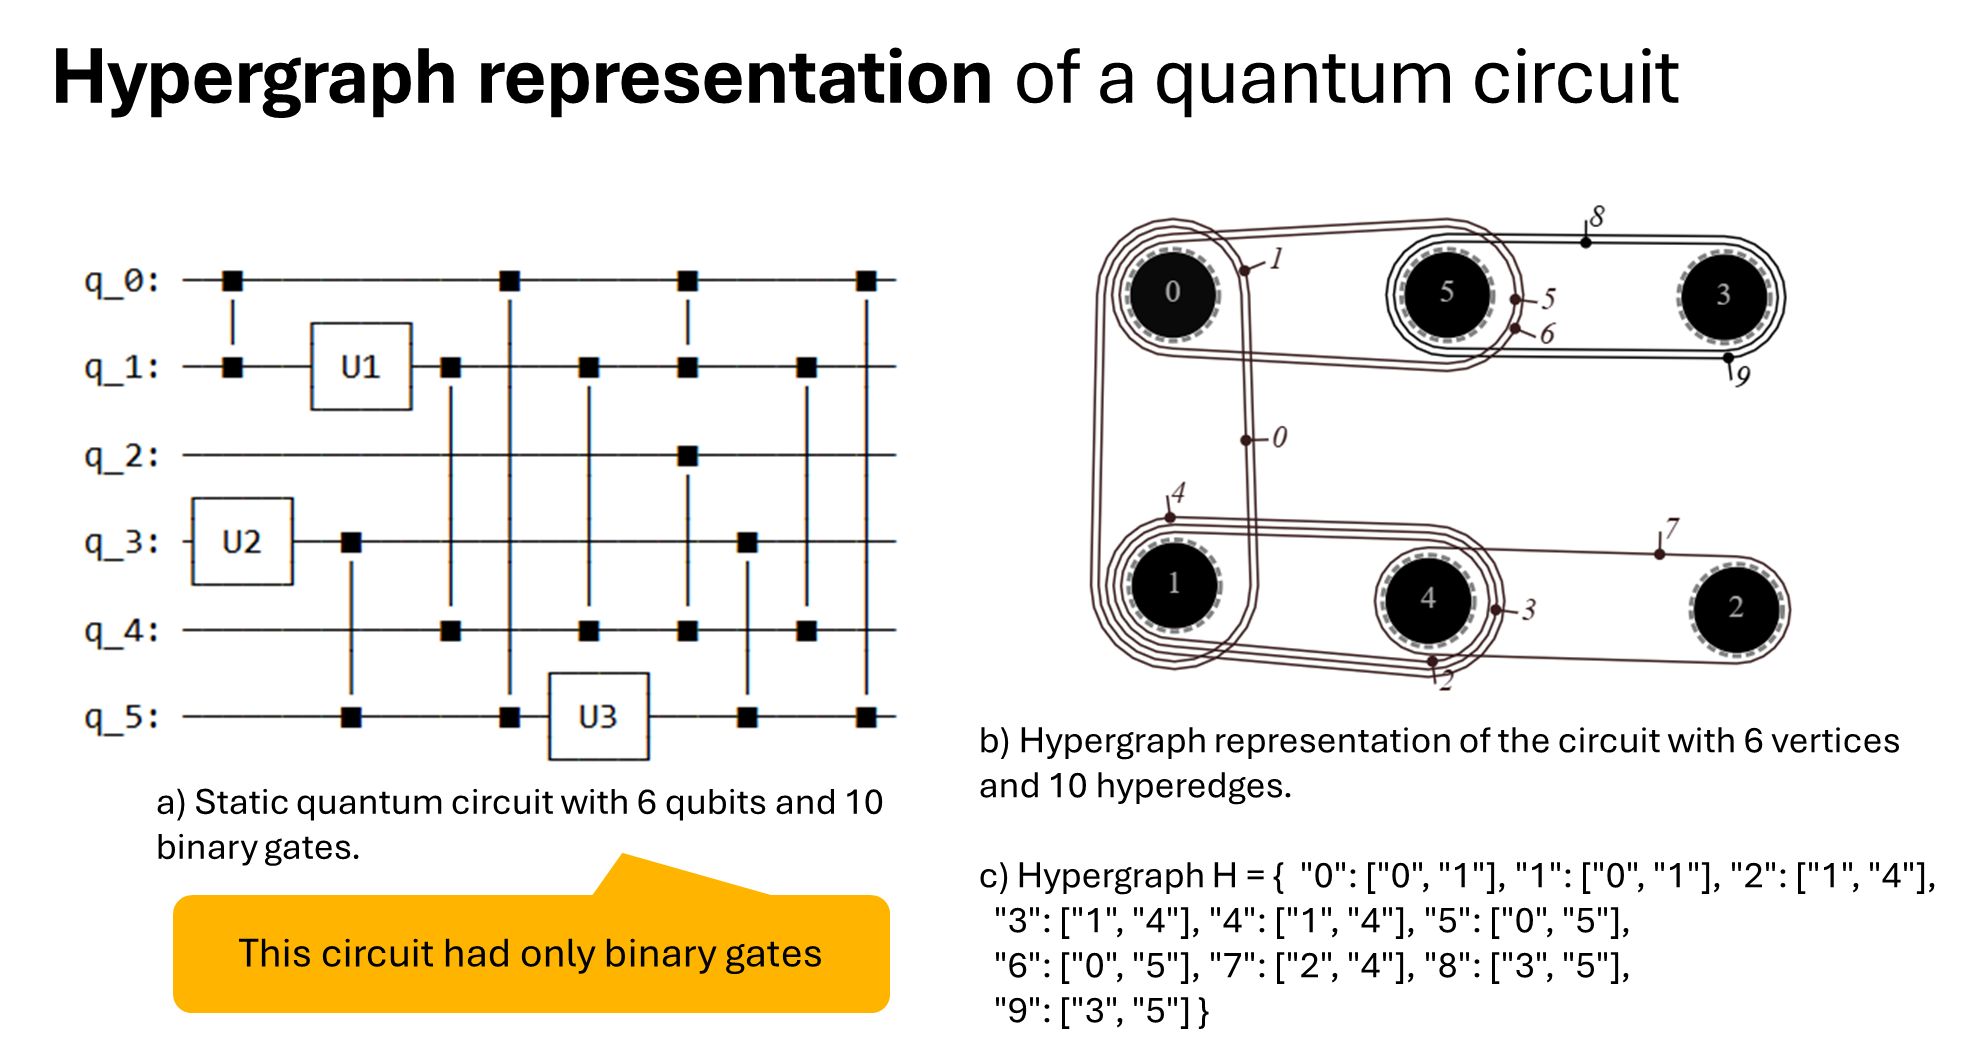 Hypergraph representation of a quantum circuit
q_0:
q_1:
U1
q_2:
q_3:
U2
q_4:
q_5:
U3
a) Static quantum circuit with 6 qubits and 10
binary gates.
This circuit had only binary gates
8
1
0
5
3
5
6
9
0
4
7
1
4
3
2
2
b) Hypergraph representation of the circuit with 6 vertices
and 10 hyperedges.
c) Hypergraph H = { "0": ["0", "1"], "1": ["0", "1"], "2": ["1", "4"],
"3": ["1", "4"], "4": ["1", "4"], "5": ["0", "5"],
"6": ["0", "5"], "7": ["2", "4"], "8": ["3", "5"],
"9": ["3", "5"] }